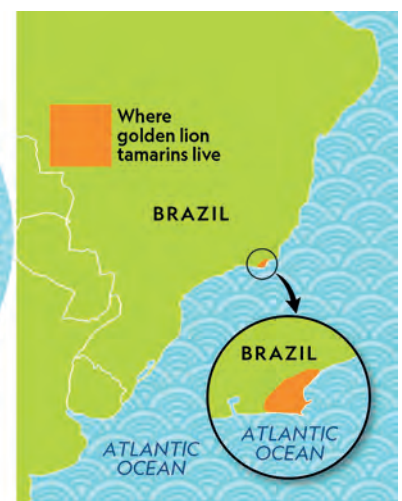 Where
golden lion
tamarins live
BRAZIL
BRAZIL
ATLANTIC
OCEAN
ATLANTIC
OCEAN